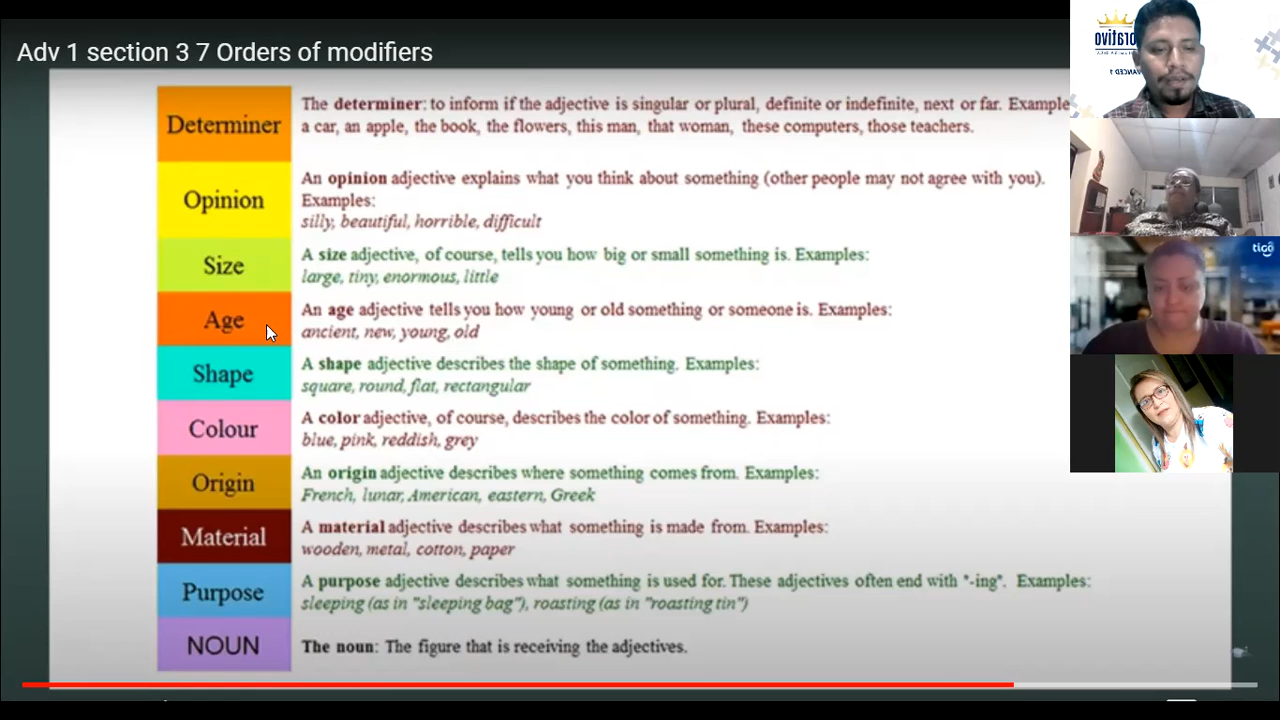 Adv 1 section 3 7 Orders of modifiers
Determiner
The determiner: to inform if the adjective is singular or plural, definite or indefinite, next or far. Example
a car, an apple, the book, the flowers, this man, that woman, these computers, those teachers.
Opinion
An opinion adjective explains what you think about something (other people may not agree with you).
Examples:
silly, beautiful, horrible, difficult
Size
A size adjective, of course, tells you how big or small something is. Examples:
large, tiny, enormous, little
Age
An age adjective tells you how young or old something or someone is. Examples:
ancient, new, young, old
Shape
A shape adjective describes the shape of something. Examples:
square, round, flat, rectangular
Colour
A color adjective, of course, describes the color of something. Examples:
blue, pink, reddish, grey
Origin
An origin adjective describes where something comes from. Examples:
French, lunar, American, eastern, Greek
Material
A material adjective describes what something is made from. Examples:
wooden, metal, cotton, paper
Purpose
A purpose adjective describes what something is used for. These adjectives often end with "-ing". Examples:
sleeping (as in "sleeping bag"), roasting (as in "roasting tin")
NOUN
The noun: The figure that is receiving the adjectives.
tigo